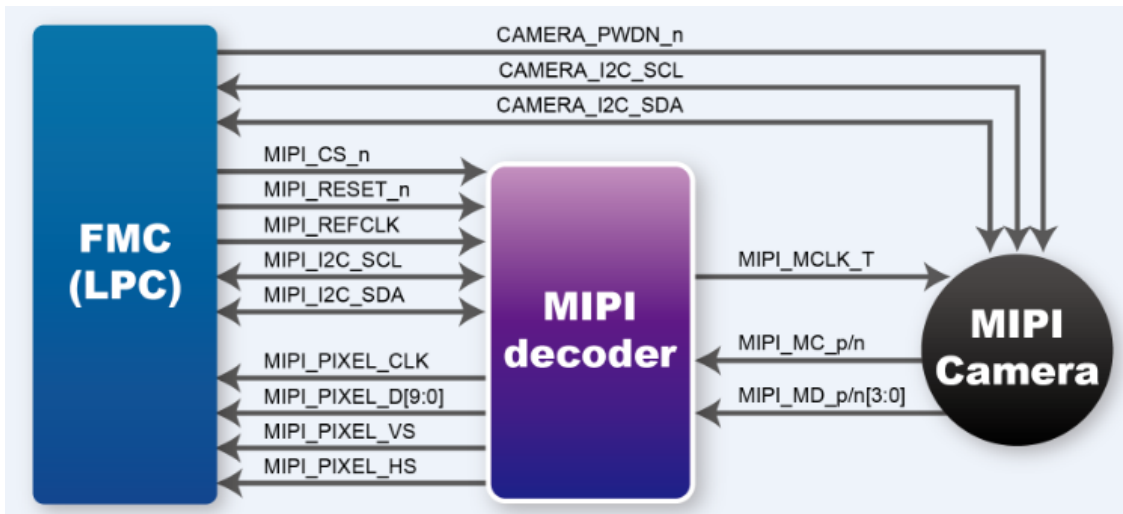 CAMERA_PWDN_n
CAMERA_I2C_SCL
CAMERA_I2C_SDA
MIPI_CS_n
MIPI_RESET_n
MIPI_REFCLK
MIPI_I2C_SCL
MIPI_I2C_SDA
MIPI_PIXEL_CLK
MIPI_PIXEL_D[9:0]
MIPI_PIXEL_VS
MIPI_PIXEL_HS
FMC
(LPC)
MIPI
decoder
MIPI_MCLK_T
MIPI_MC_p/n
MIPI_MD_p/n[3:0]
MIPI
Camera